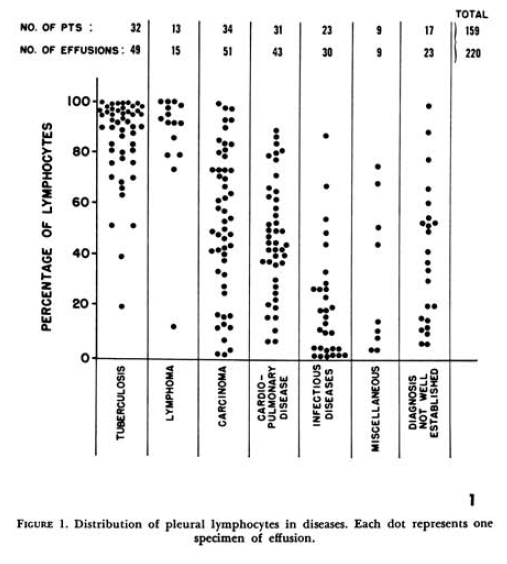 TOTAL
NO. OF PTS : 32 13 34 31 23 9 17 159
NO. OF EFFUSIONS : 49 15 51 43 30 9 23 220
PERCENTAGE OF LYMPHOCYTES
100
80
60
40
20
0
TUBERCULOSIS
LYMPHOMA
CARCINOMA
CARDIO-
PULMONARY
DISEASE
INFECTIOUS
DISEASES
MISCELLANEOUS
DIAGNOSIS
NOT WELL
ESTABLISHED
1
FIGURE 1. Distribution of pleural lymphocytes in diseases. Each dot represents one
specimen of effusion.